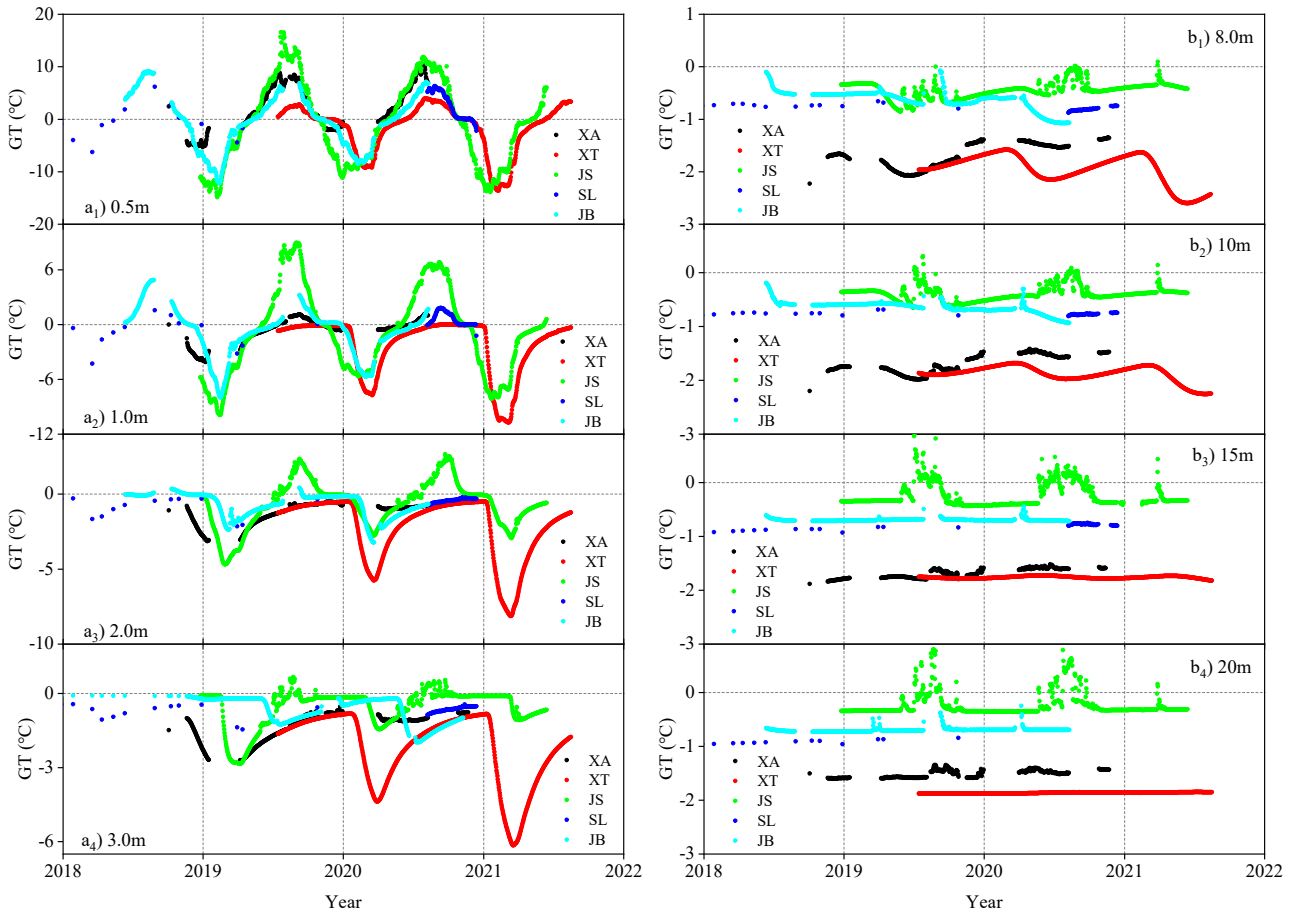 20
10
0
-10
-20
GT (°C)
a1) 0.5m
XA
XT
JS
SL
JB
6
0
-6
-12
GT (°C)
a2) 1.0m
XA
XT
JS
SL
JB
0
-5
-10
GT (°C)
a3) 2.0m
XA
XT
JS
SL
JB
0
-3
-6
GT (°C)
a4) 3.0m
XA
XT
JS
SL
JB
2018 2019 2020 2021 2022
Year
1
0
-1
-2
-3
GT (°C)
b1) 8.0m
XA
XT
JS
SL
JB
0
-1
-2
-3
GT (°C)
b2) 10m
XA
XT
JS
SL
JB
0
-1
-2
-3
GT (°C)
b3) 15m
XA
XT
JS
SL
JB
0
-1
-2
-3
GT (°C)
b4) 20m
XA
XT
JS
SL
JB
2019 2020 2021 2022
Year